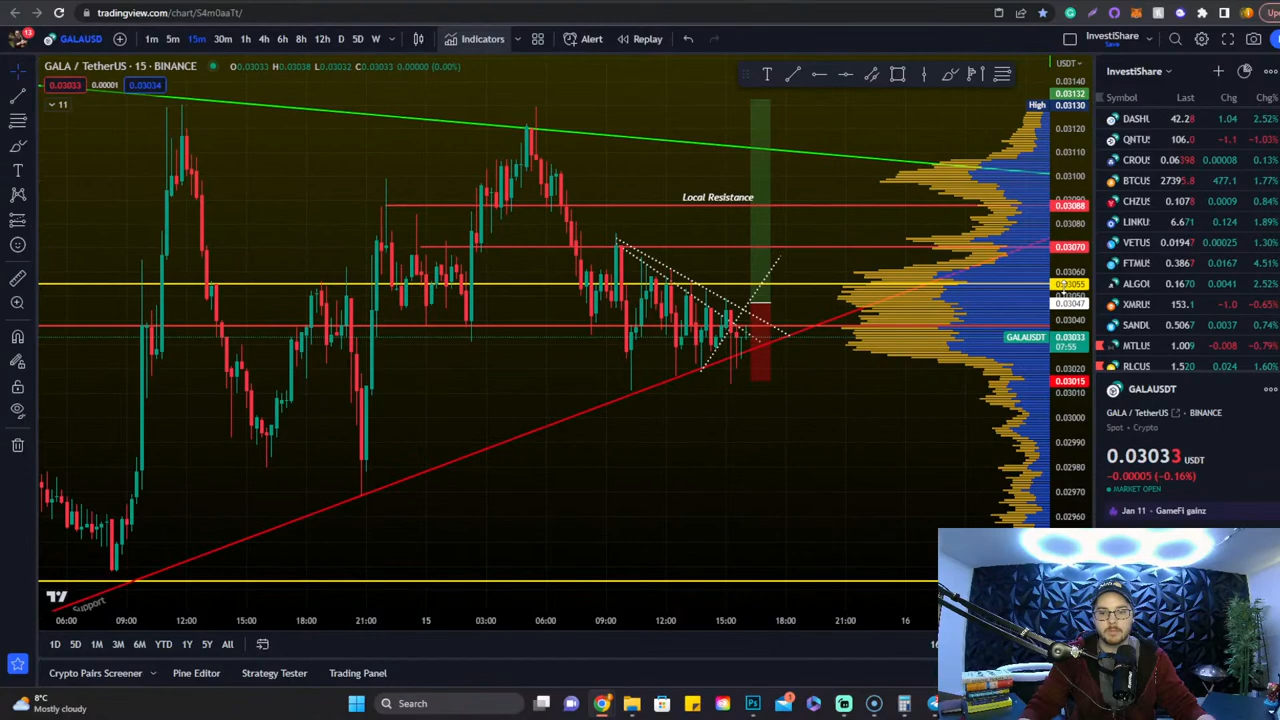 tradingview.com/chart/S4m0aaTt/
13
GALAUSD
1m 5m 15m 30m 1h 4h 6h 8h 12h D 5D W
Indicators
Alert
Replay
InvestiShare
Save
GALA / TetherUS · 15 · BINANCE
O0.03033 H0.03038 L0.03032 C0.03033 0.00000 (0.00%)
0.03033 0.00001 0.03034
11
USDT
0.03140
0.03132
High 0.03130
0.03120
0.03110
0.03100
Local Resistance
0.03088
0.03080
0.03070
0.03060
0.03055
0.03047
0.03040
GALAUSDT 0.03033
07:55
0.03020
0.03015
0.03010
0.03000
0.02990
0.02980
0.02970
0.02960
Support
06:00 09:00 12:00 15:00 18:00 21:00 15 03:00 06:00 09:00 12:00 15:00 18:00 21:00 16
1D 5D 1M 3M 6M YTD 1Y 5Y All
Crypto Pairs Screener Pine Editor Strategy Tester Trading Panel
InvestiShare
Symbol Last Chg Chg%
DASHU 42.28 1.04 2.52%
QNTUS 106.0 -1.1 -1.03%
CROU 0.06398 0.00008 0.13%
BTCUS 2739 477.1 1.77%
CHZUS 0.1078 0.0009 0.84%
LINKU 6.671 0.124 1.89%
VETUS 0.01947 0.00025 1.30%
FTMUS 0.3867 0.0167 4.51%
ALGO 0.1670 0.0041 2.52%
XMRUS 153.1 -1.0 -0.65%
SANDL 0.5067 0.0037 0.74%
MTLUS 1.009 -0.008 -0.79%
RLCUS 1.520 0.024 1.60%
GALAUSDT
GALA / TetherUS · BINANCE
Spot · Crypto
0.03033 USDT
-0.00005 (-0.16%)
MARKET OPEN
Jan 11 · GameFi gainz
8°C
Mostly cloudy
Search
Ps